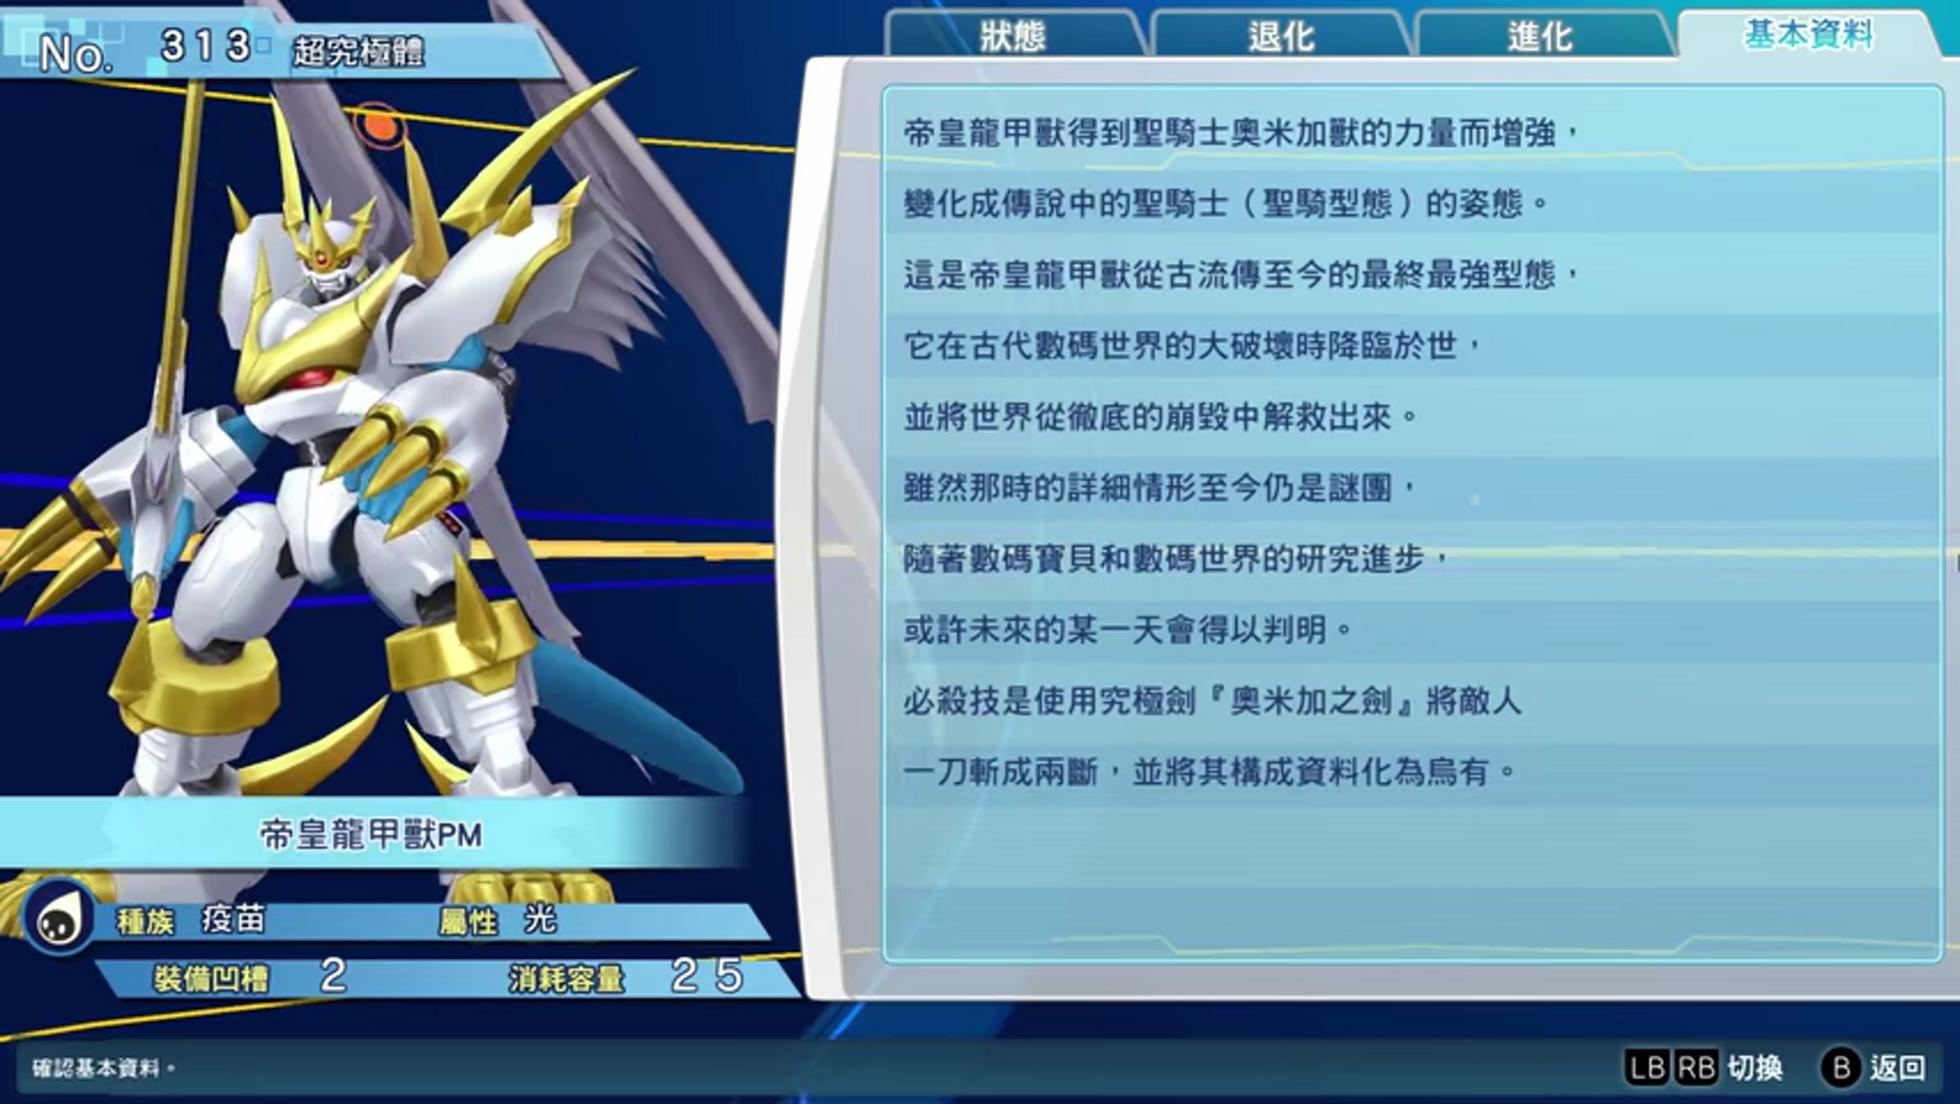 No. 313 超究極體
狀態
退化
進化
基本資料
帝皇龍甲獸得到聖騎士奧米加獸的力量而增強，
變化成傳說中的聖騎士（聖騎型態）的姿態。
這是帝皇龍甲獸從古流傳至今的最終最強型態，
它在古代數碼世界的大破壞時降臨於世，
並將世界從徹底的崩毀中解救出來。
雖然那時的詳細情形至今仍是謎團，
隨著數碼寶貝和數碼世界的研究進步，
或許未來的某一天會得以判明。
必殺技是使用究極劍『奧米加之劍』將敵人
一刀斬成兩斷，並將其構成資料化為烏有。
帝皇龍甲獸PM
種族 疫苗 屬性 光
裝備凹槽 2 消耗容量 25
確認基本資料。
LB RB 切換 B 返回